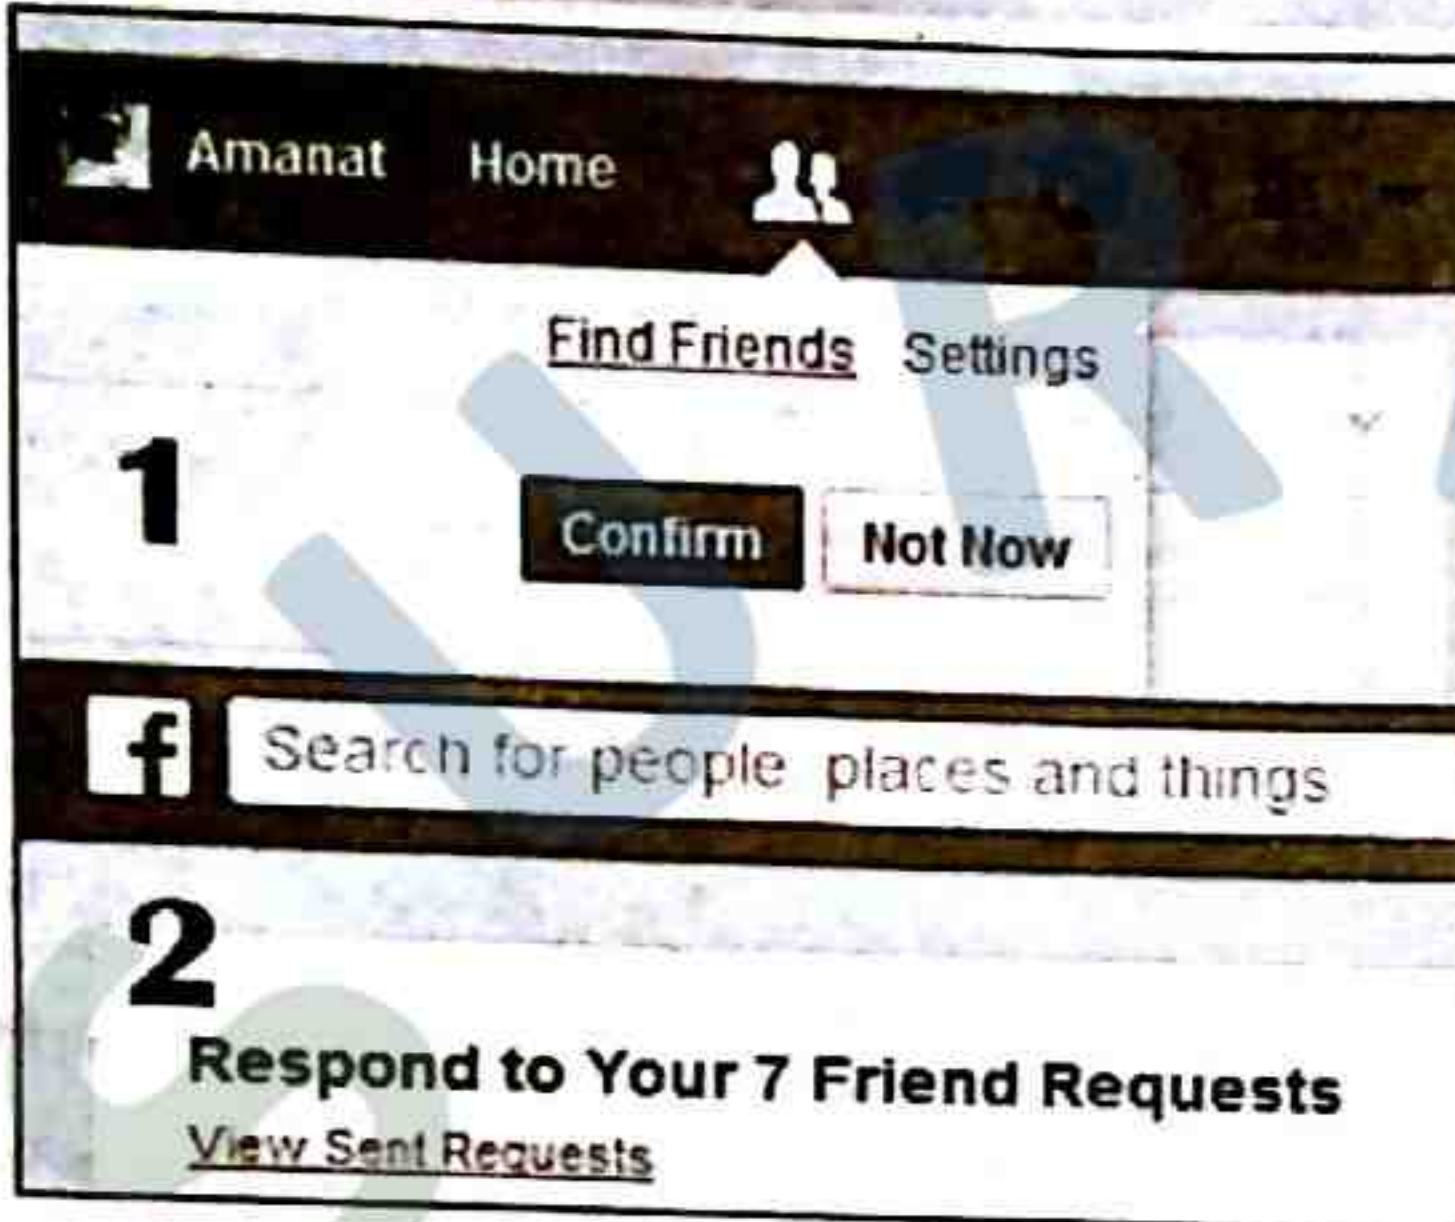 Amanat Home
Find Friends Settings
1
Confirm Not Now
f Search for people places and things
2
Respond to Your 7 Friend Requests
View Sent Requests